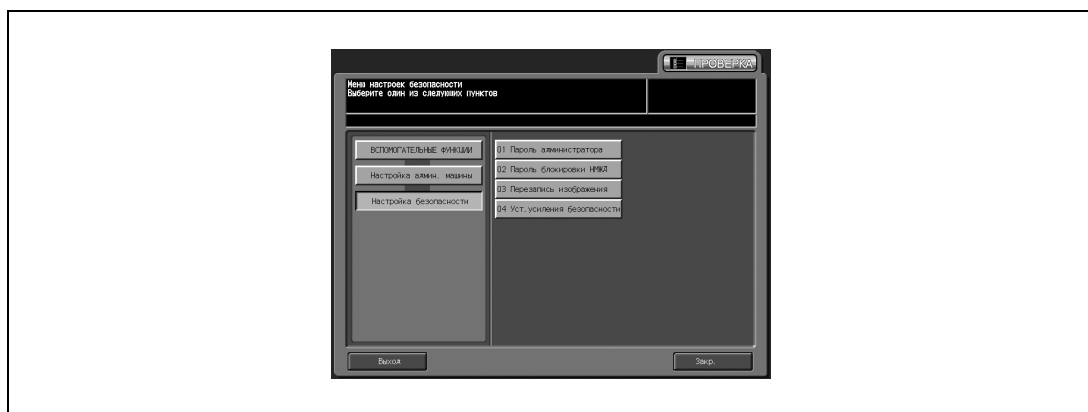 ПРОВЕРКА
Меню настроек безопасности
Выберите один из следующих пунктов
ВСПОМОГАТЕЛЬНЫЕ ФУНКЦИИ
Настройка админ. машины
Настройка безопасности
01 Пароль администратора
02 Пароль блокировки НМЖД
03 Перезапись изображения
04 Уст.усиления безопасности
Выход
Закр.